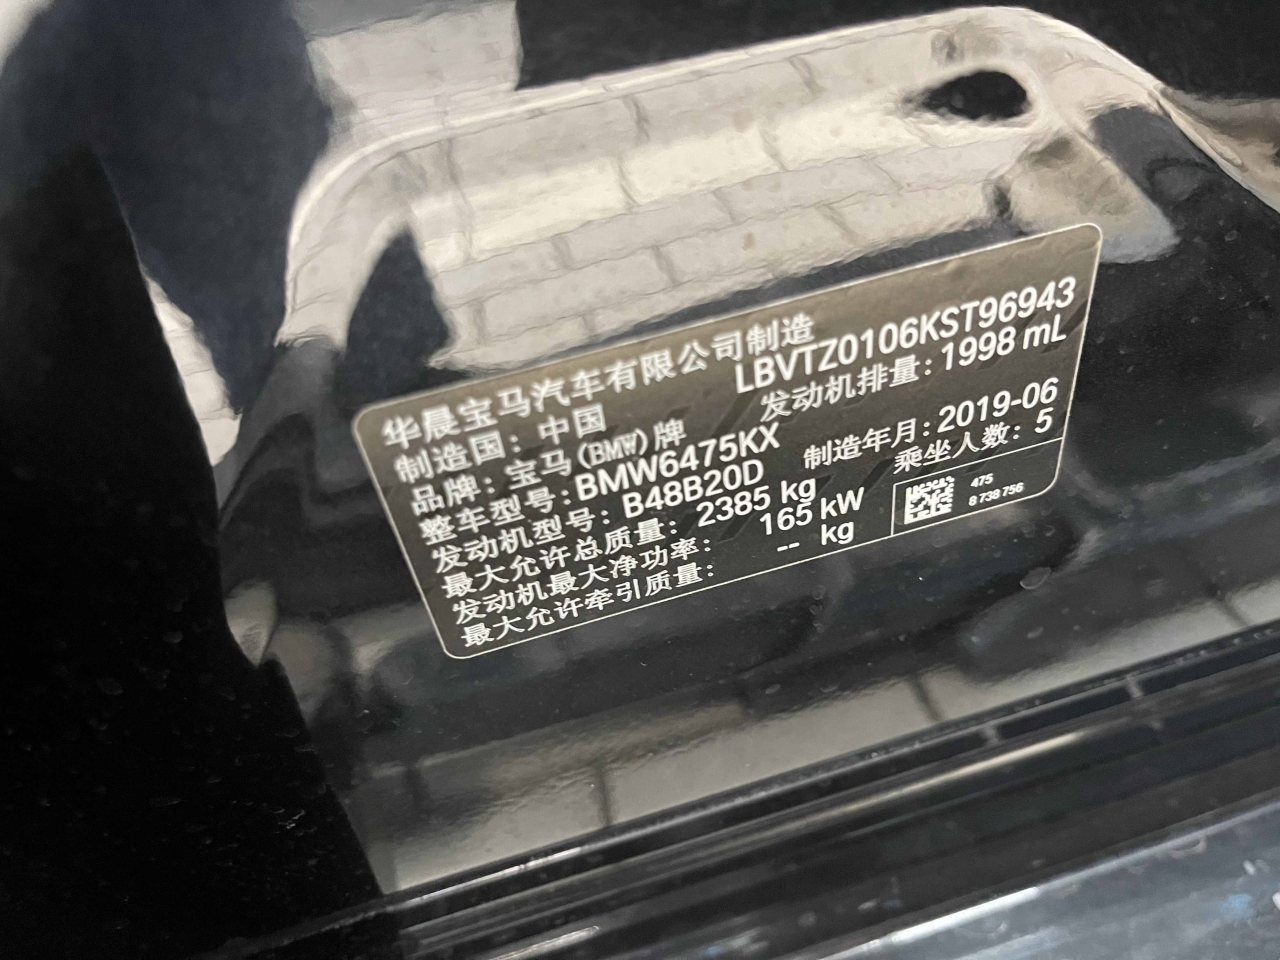 华晨宝马汽车有限公司制造
制造国：中国 LBVTZ0106KST96943
品牌：宝马(BMW)牌 发动机排量：1998 mL
整车型号：BMW6475KX
发动机型号：B48B20D 制造年月：2019-06
最大允许总质量：2385 kg 乘坐人数：5
发动机最大净功率：165 kW
最大允许牵引质量：-- kg
475
8 738 756